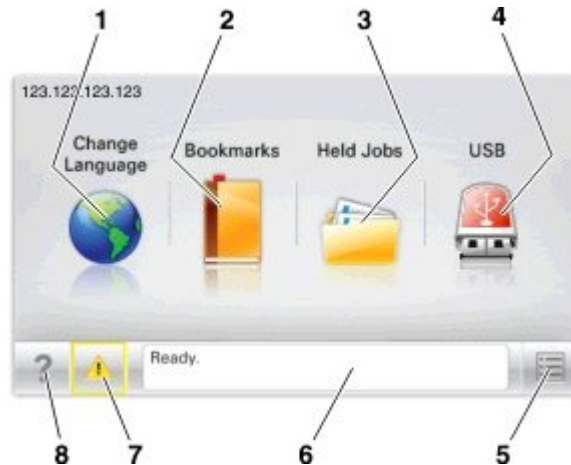 1 2 3 4
123.123.123.123
Change
Language
Bookmarks
Held Jobs
USB
?
!
Ready.
8 7 6 5